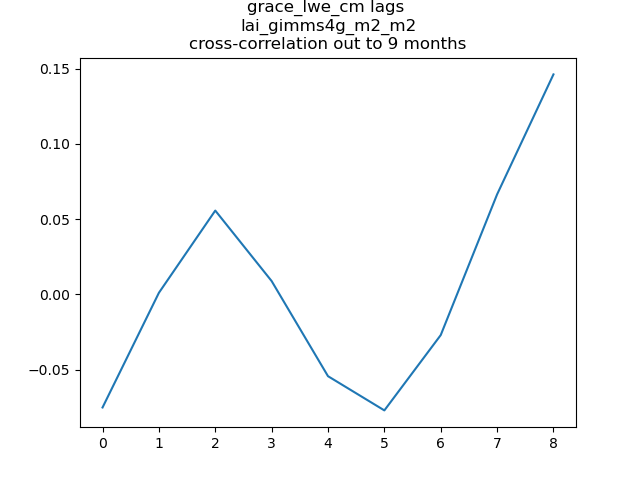 grace_lwe_cm lags
lai_gimms4g_m2_m2
cross-correlation out to 9 months
0.15
0.10
0.05
0.00
−0.05
0 1 2 3 4 5 6 7 8